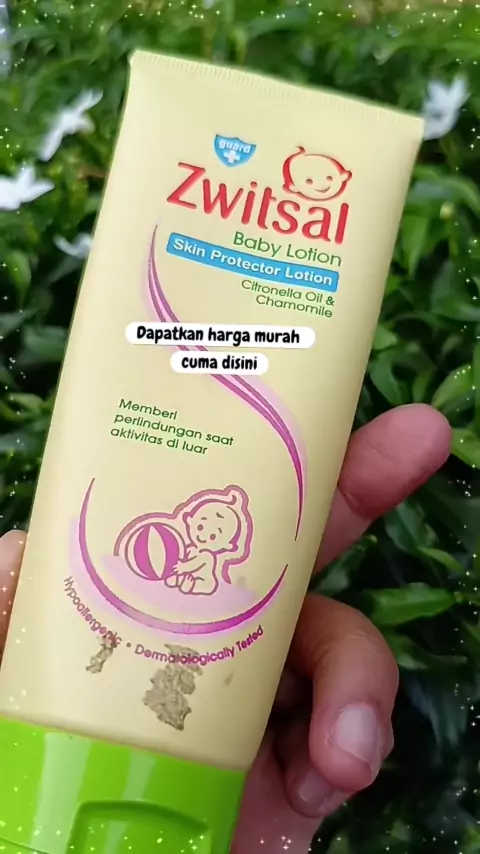 guard
Zwitsal
Baby Lotion
Skin Protector Lotion
Citronella Oil &
Chamomile
Dapatkan harga murah
cuma disini
Memberi
perlindungan saat
aktivitas di luar
Hypoallergenic • Dermatologically Tested